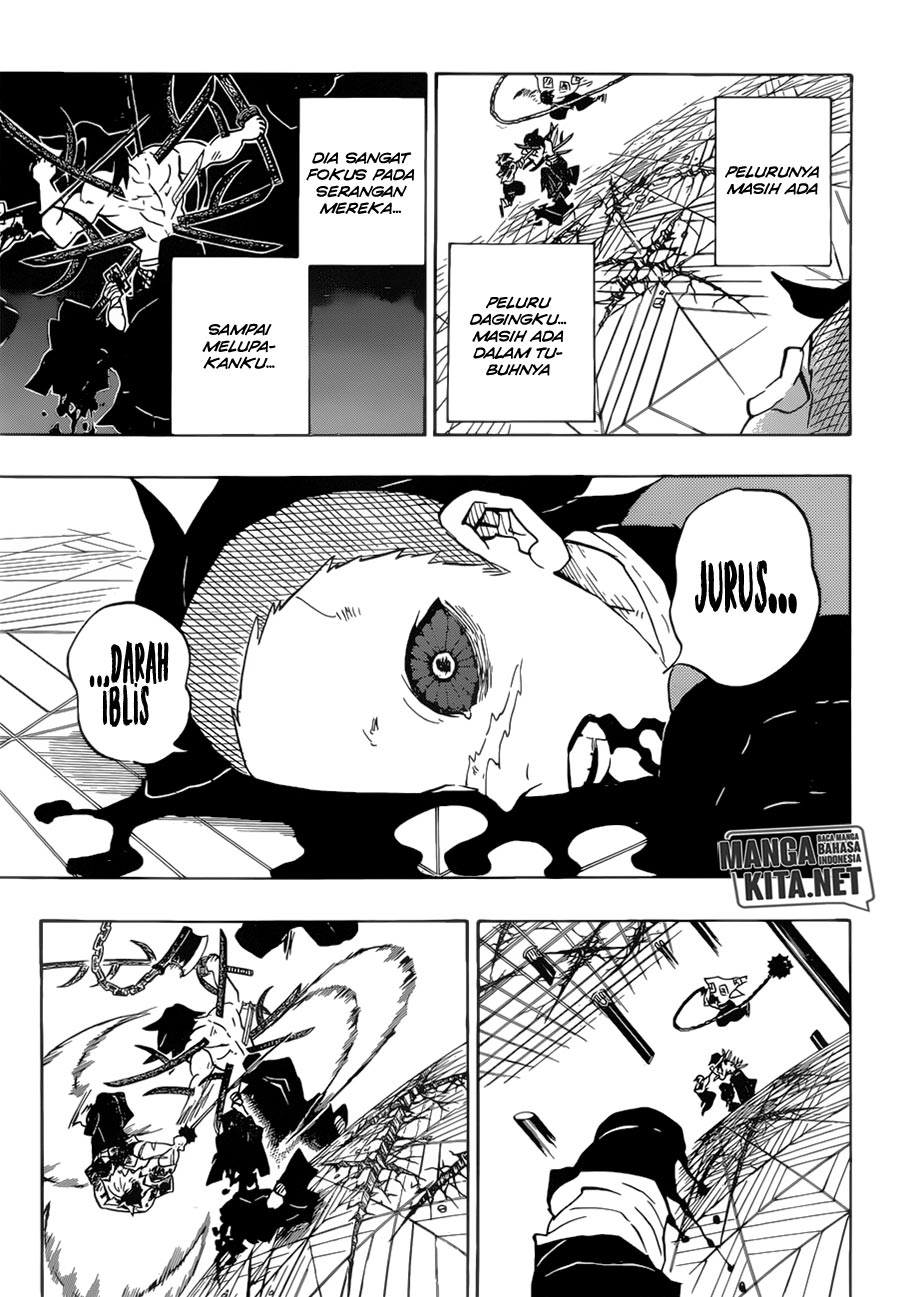 PELURUNYA
MASIH ADA
PELURU
DAGINGKU...
MASIH ADA
DALAM TU-
BUHNYA
DIA SANGAT
FOKUS PADA
SERANGAN
MEREKA...
SAMPAI
MELUPA-
KANKU...
JURUS...
...DARAH
IBLIS
MANGA
KITA.NET
BACA MANGA
BAHASA
INDONESIA